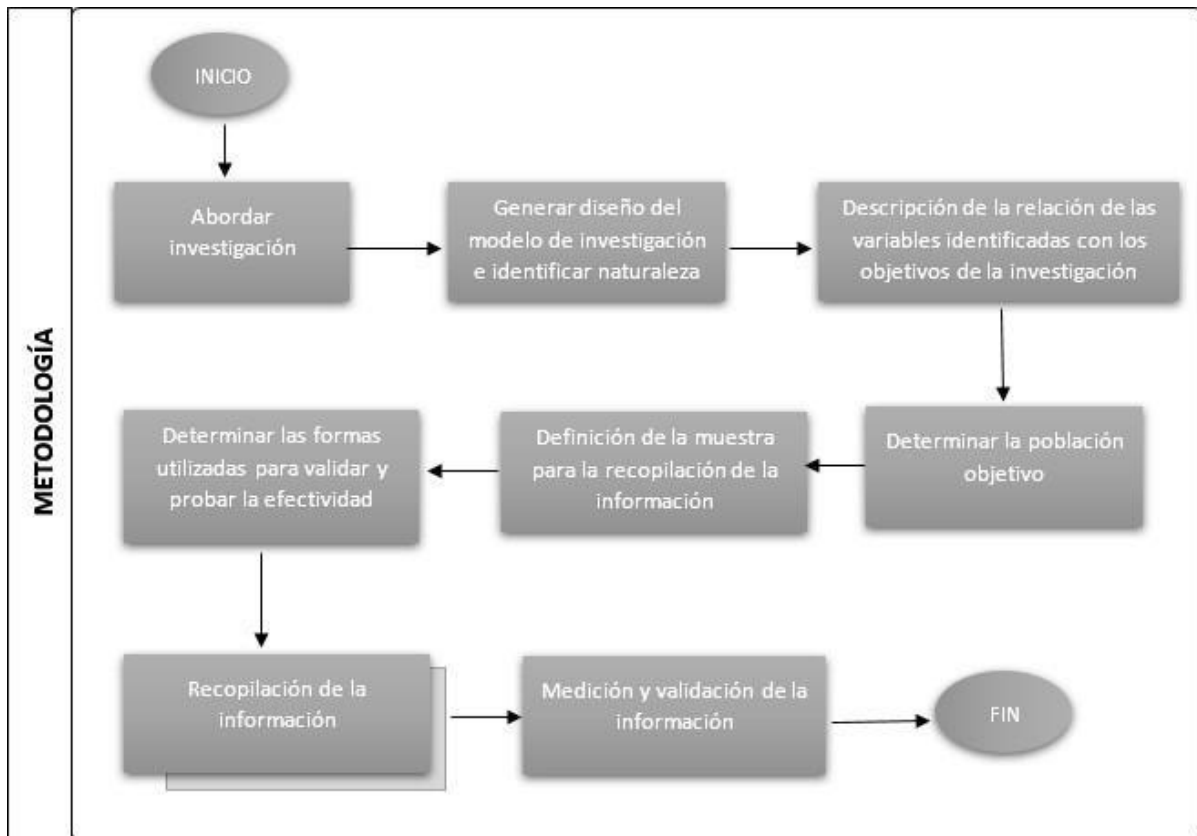 METODOLOGÍA
INICIO
Abordar
investigación
Generar diseño del
modelo de investigación
e identificar naturaleza
Descripción de la relación de las
variables identificadas con los
objetivos de la investigación
Determinar la población
objetivo
Definición de la muestra
para la recopilación de la
información
Determinar las formas
utilizadas para validar y
probar la efectividad
Recopilación de la
información
Medición y validación de la
información
FIN